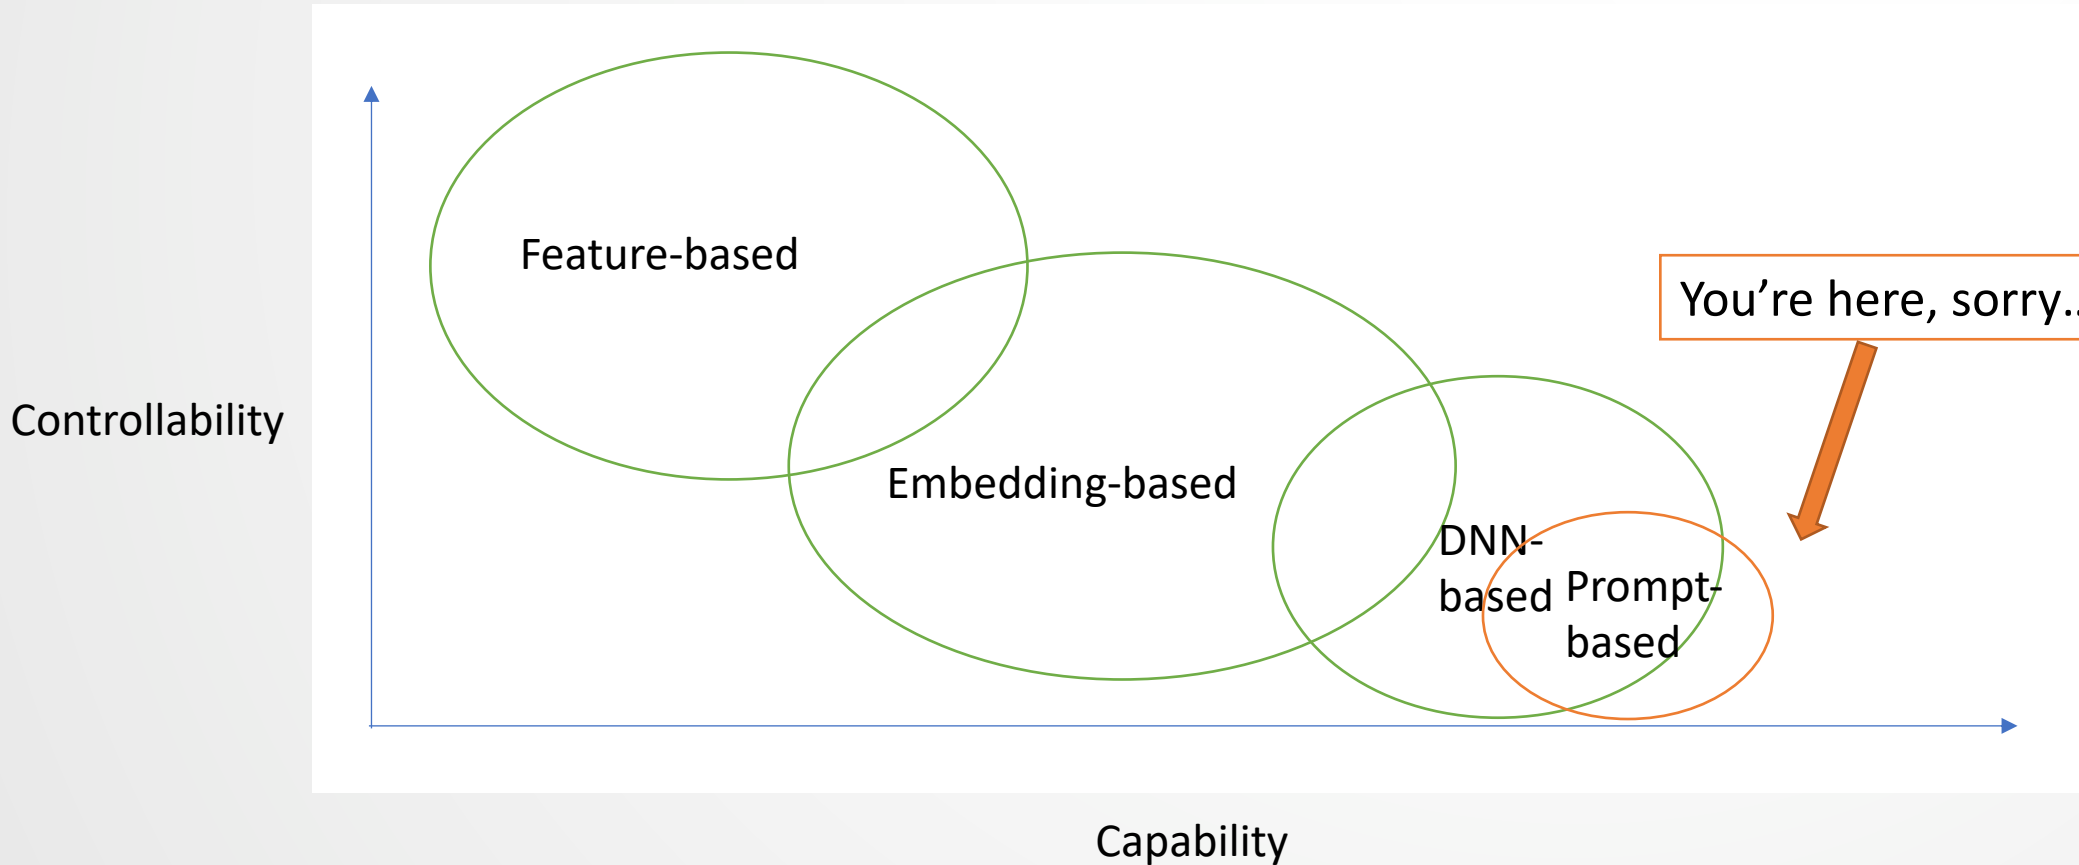 Feature-based
You’re here, sorry..
Controllability
Embedding-based
DNN-
based
Prompt-
based
Capability